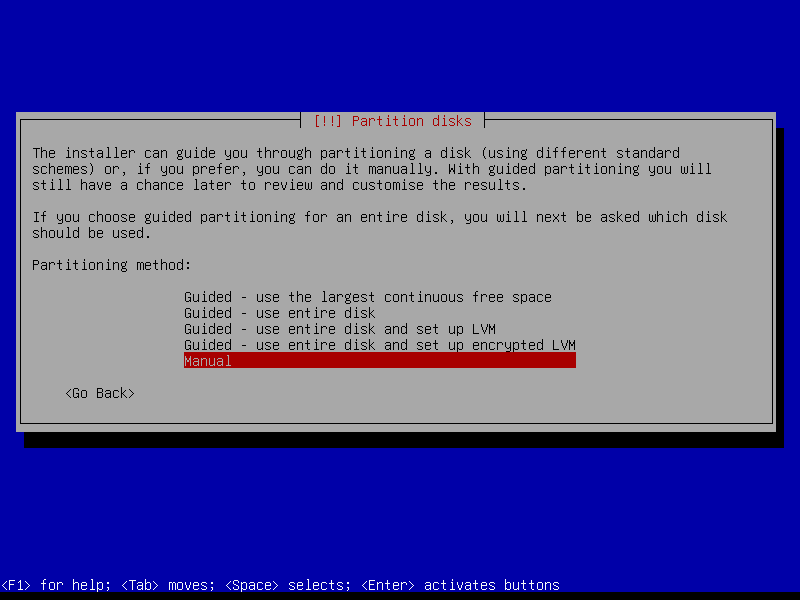 [!!] Partition disks
The installer can guide you through partitioning a disk (using different standard
schemes) or, if you prefer, you can do it manually. With guided partitioning you will
still have a chance later to review and customise the results.
If you choose guided partitioning for an entire disk, you will next be asked which disk
should be used.
Partitioning method:
Guided - use the largest continuous free space
Guided - use entire disk
Guided - use entire disk and set up LVM
Guided - use entire disk and set up encrypted LVM
Manual
<Go Back>
<F1> for help; <Tab> moves; <Space> selects; <Enter> activates buttons